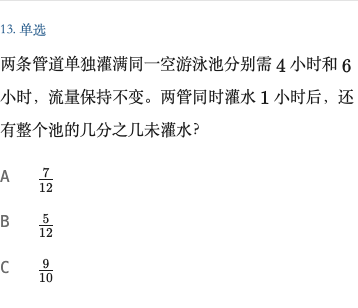 13. 单选
两条管道单独灌满同一空游泳池分别需 4 小时和 6
小时，流量保持不变。两管同时灌水 1 小时后，还
有整个池的几分之几未灌水？
A 7/12
B 5/12
C 9/10